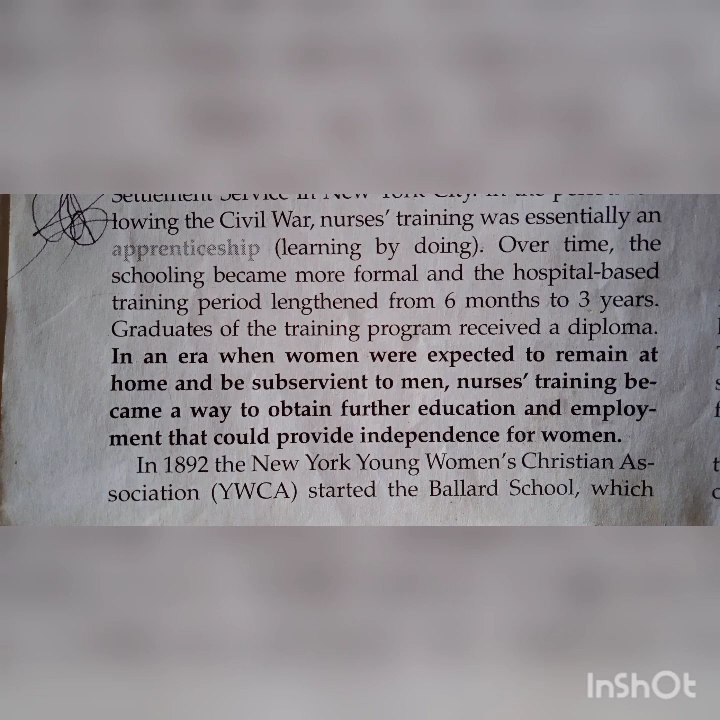 Settlement Service in New York City. In the
lowing the Civil War, nurses' training was essentially an
apprenticeship (learning by doing). Over time, the
schooling became more formal and the hospital-based
training period lengthened from 6 months to 3 years.
Graduates of the training program received a diploma.
In an era when women were expected to remain at
home and be subservient to men, nurses' training be-
came a way to obtain further education and employ-
ment that could provide independence for women.
In 1892 the New York Young Women's Christian As-
sociation (YWCA) started the Ballard School, which
InShOt